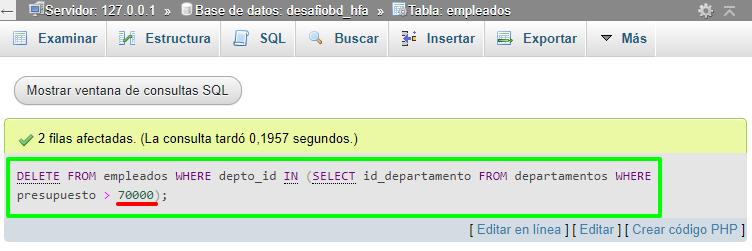 Servidor: 127.0.0.1 » Base de datos: desafiobd_hfa » Tabla: empleados
Examinar Estructura SQL Buscar Insertar Exportar Más
Mostrar ventana de consultas SQL
2 filas afectadas. (La consulta tardó 0,1957 segundos.)
DELETE FROM empleados WHERE depto_id IN (SELECT id_departamento FROM departamentos WHERE
presupuesto > 70000);
[ Editar en línea ] [ Editar ] [ Crear código PHP ]